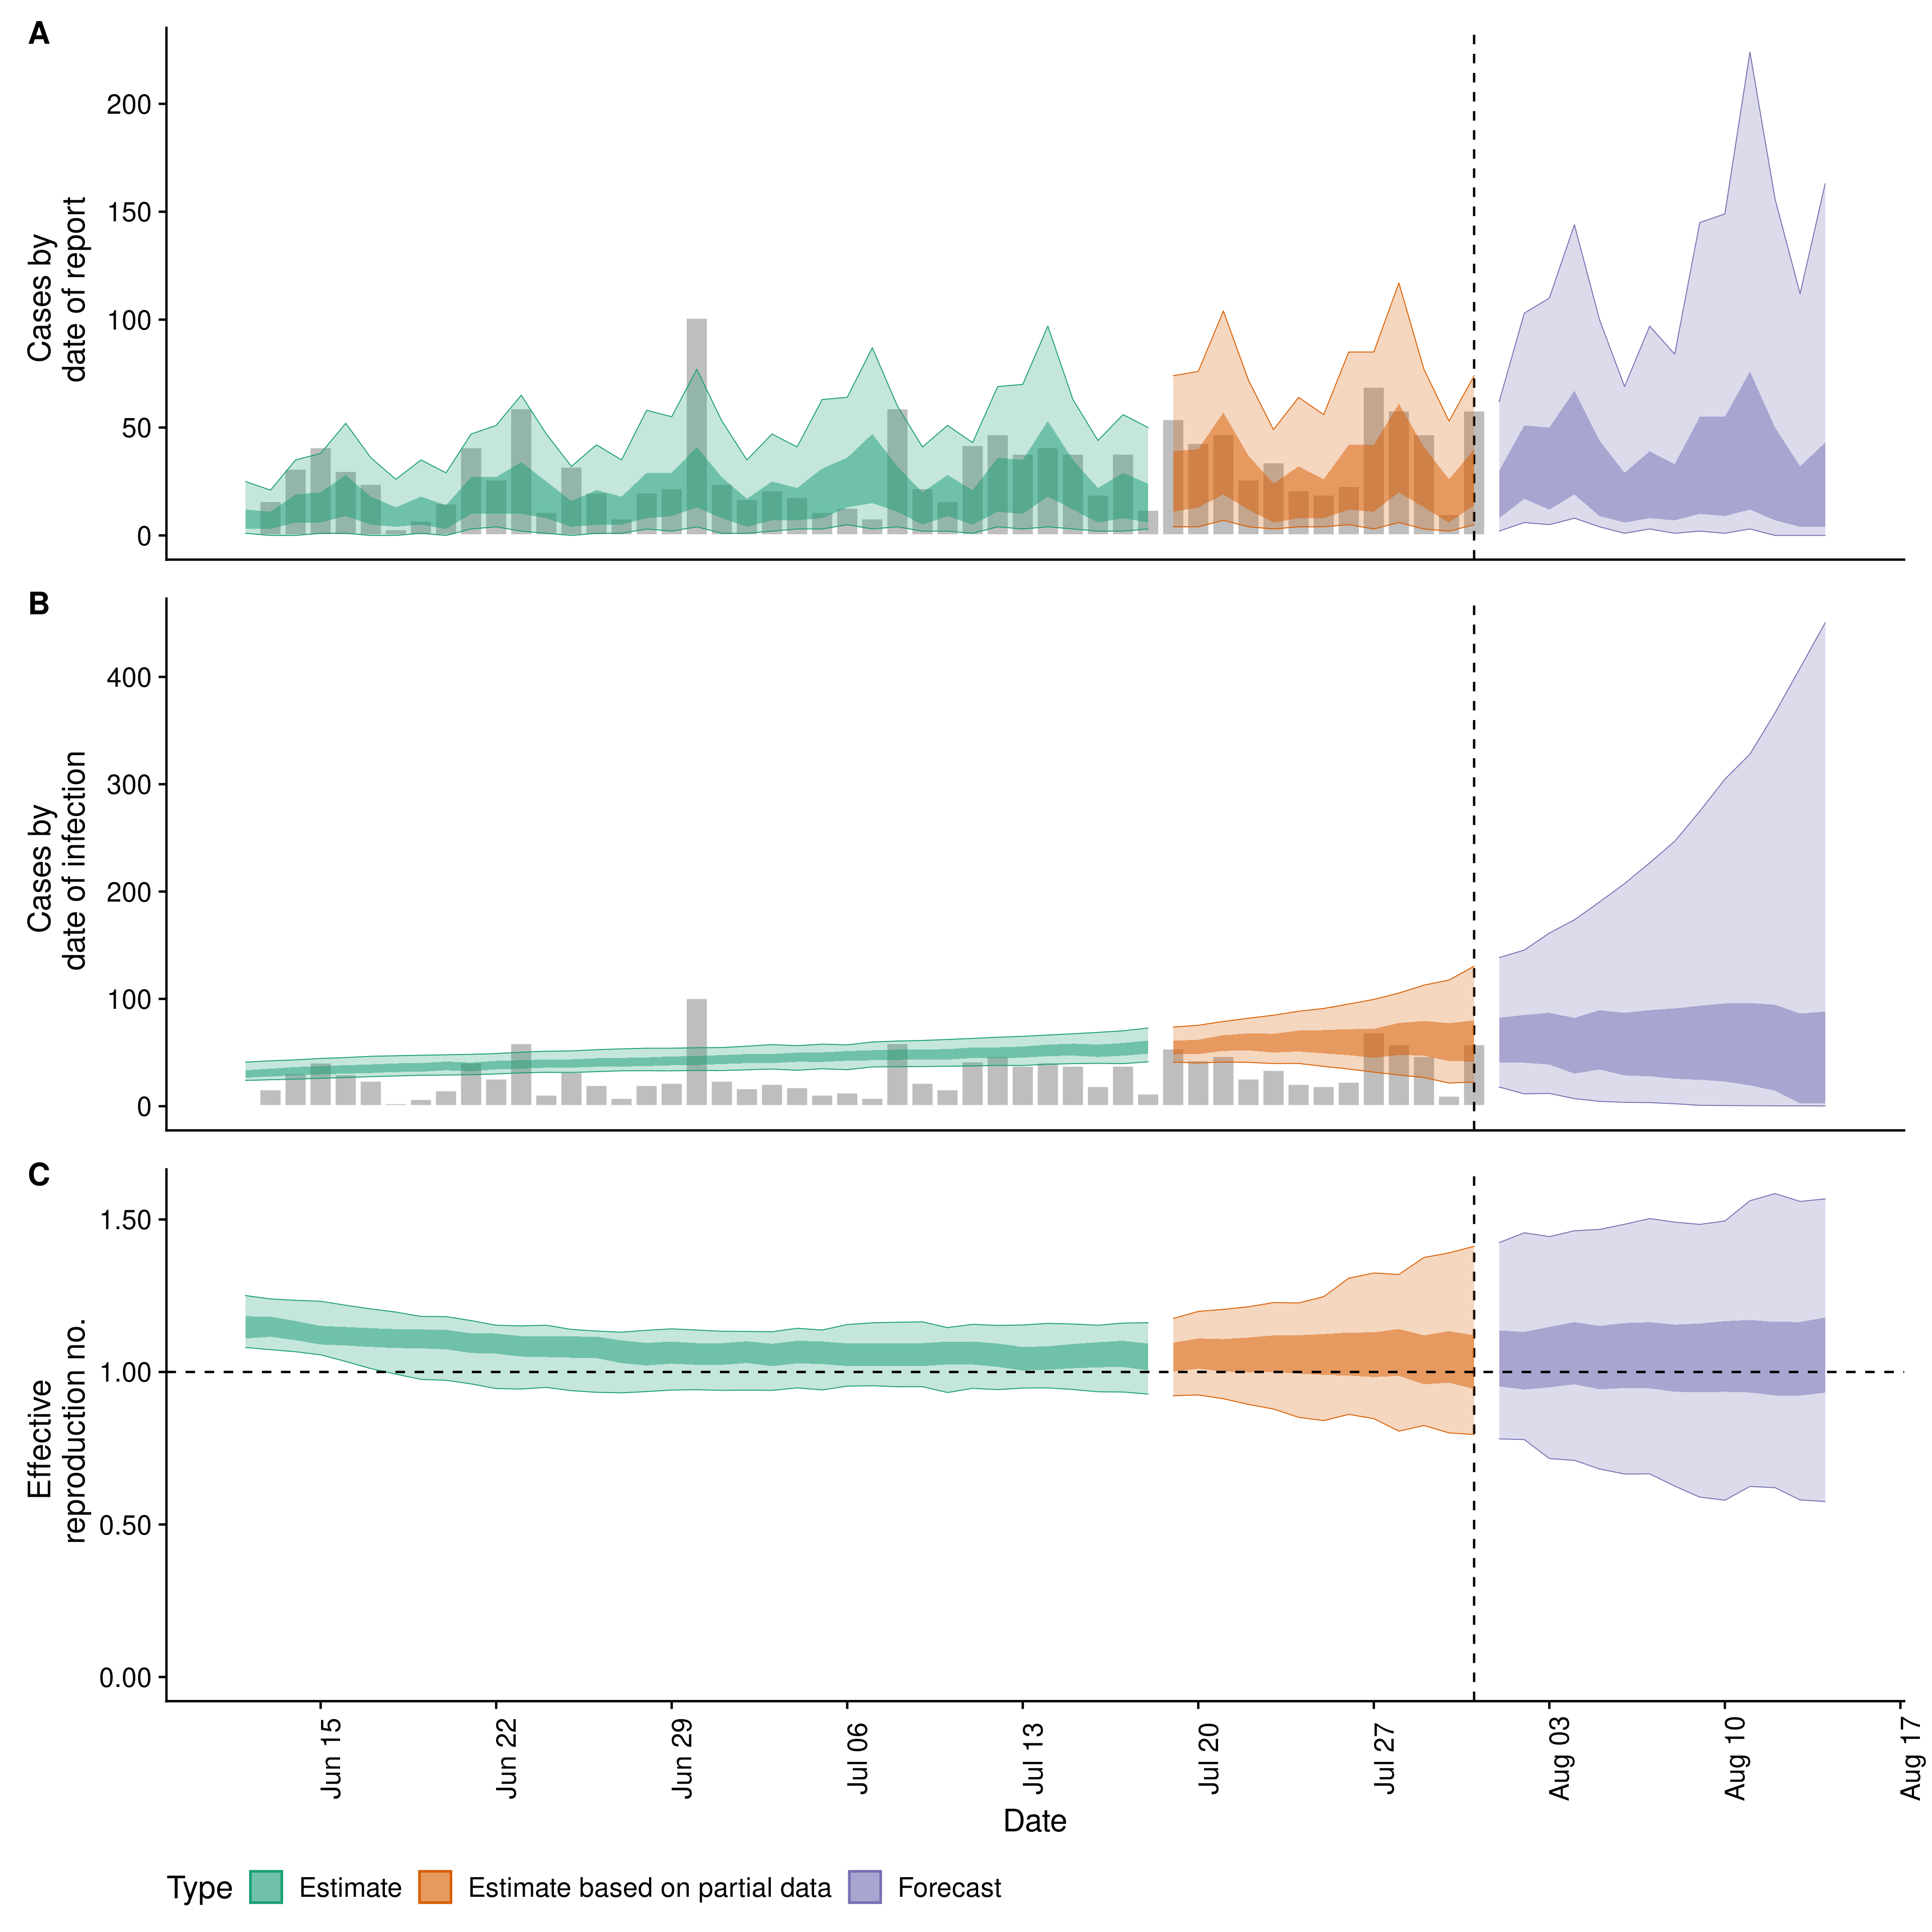 A
Cases by
date of report
200
150
100
50
0
B
Cases by
date of infection
400
300
200
100
0
C
Effective
reproduction no.
1.50
1.00
0.50
0.00
Jun 15
Jun 22
Jun 29
Jul 06
Jul 13
Jul 20
Jul 27
Aug 03
Aug 10
Aug 17
Date
Type Estimate Estimate based on partial data Forecast